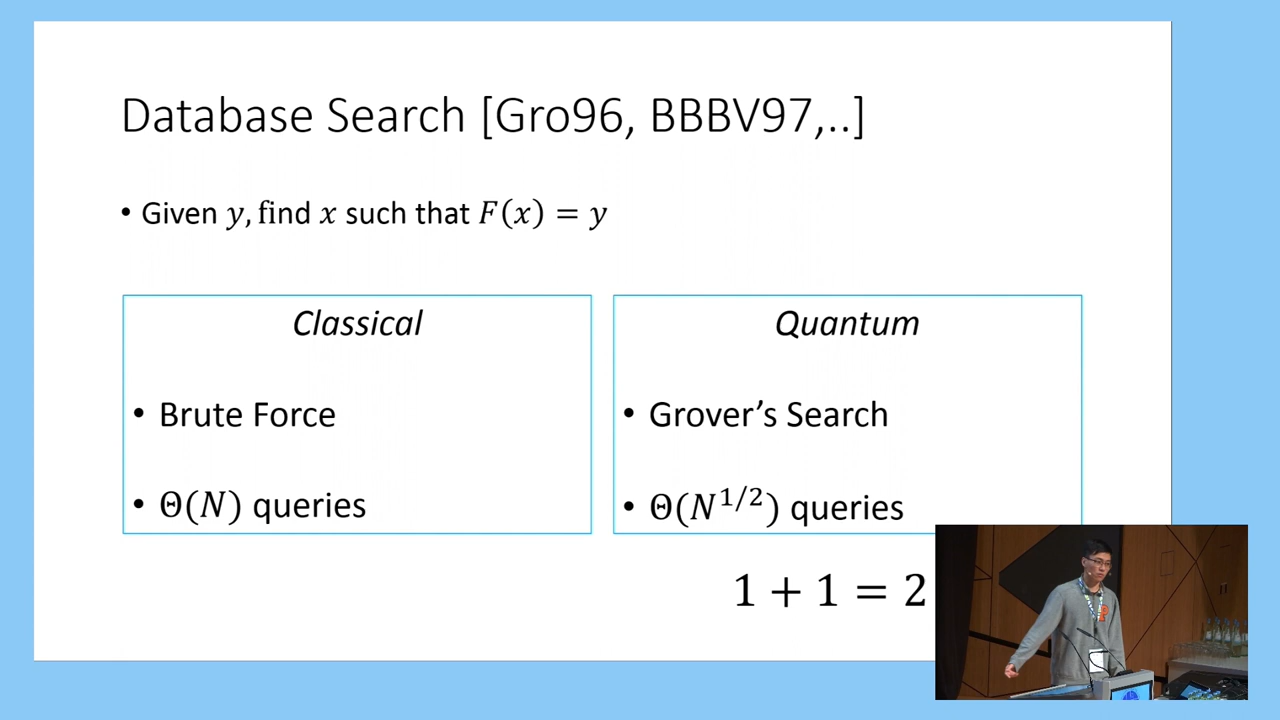 Database Search [Gro96, BBBV97,..]
• Given y, find x such that F(x) = y
Classical
• Brute Force
• Θ(N) queries
Quantum
• Grover's Search
• Θ(N^{1/2}) queries
1 + 1 = 2